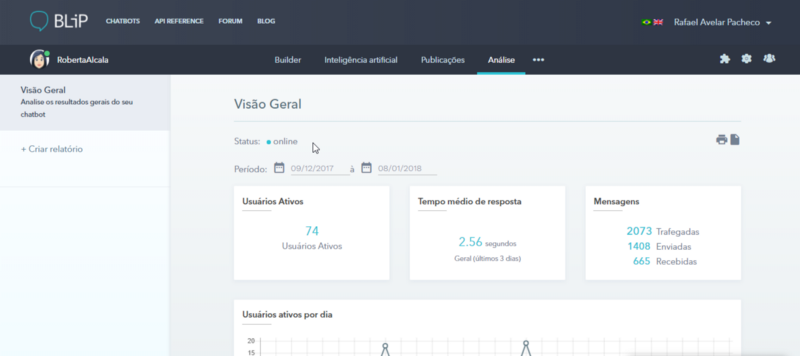 BLiP CHATBOTS API REFERENCE FORUM BLOG Rafael Avelar Pacheco
RobertaAlcala Builder Inteligência artificial Publicações Análise •••
Visão Geral
Analise os resultados gerais do seu
chatbot
+ Criar relatório
Visão Geral
Status: online
Período: 09/12/2017 à 08/01/2018
Usuários Ativos
74
Usuários Ativos
Tempo médio de resposta
2.56 segundos
Geral (últimos 3 dias)
Mensagens
2073 Trafegadas
1408 Enviadas
665 Recebidas
Usuários ativos por dia
20
15